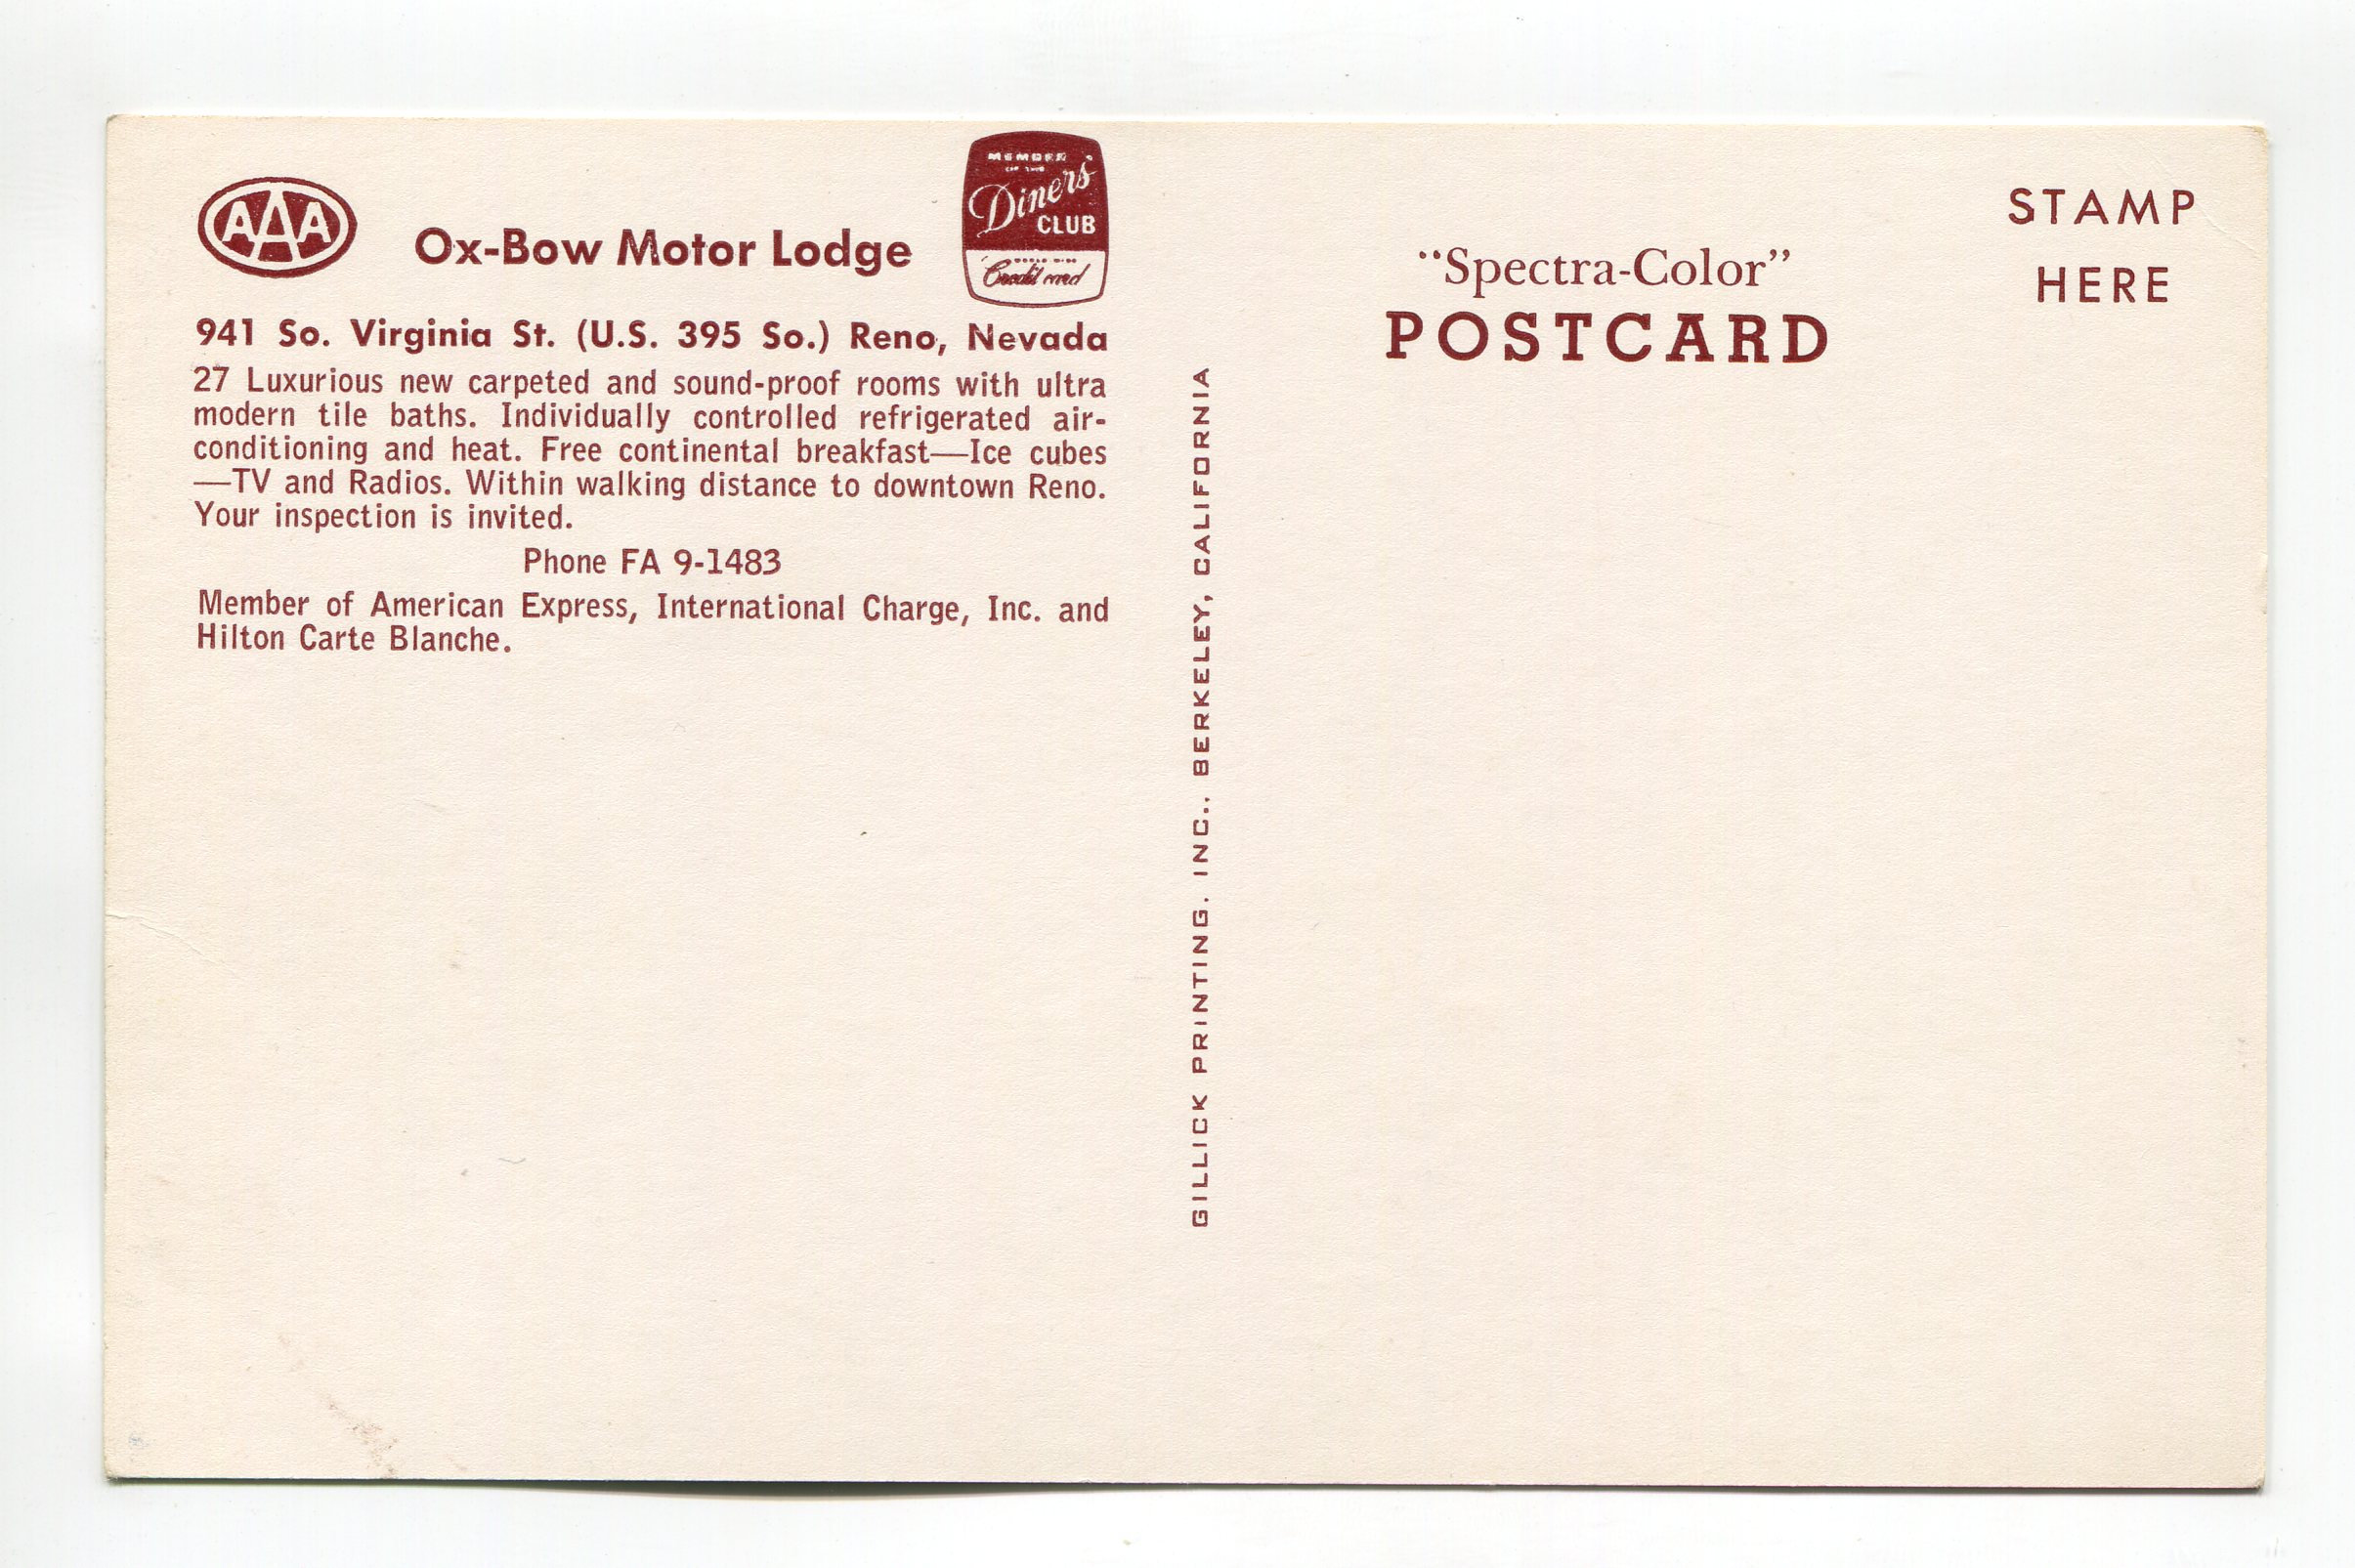 AAA
Ox-Bow Motor Lodge
MEMBER
OF THE
Diners'
CLUB
WORLD WIDE
Credit card
941 So. Virginia St. (U.S. 395 So.) Reno, Nevada
27 Luxurious new carpeted and sound-proof rooms with ultra
modern tile baths. Individually controlled refrigerated air-
conditioning and heat. Free continental breakfast—Ice cubes
—TV and Radios. Within walking distance to downtown Reno.
Your inspection is invited.
Phone FA 9-1483
Member of American Express, International Charge, Inc. and
Hilton Carte Blanche.
GILLICK PRINTING, INC., BERKELEY, CALIFORNIA
"Spectra-Color"
POSTCARD
STAMP
HERE